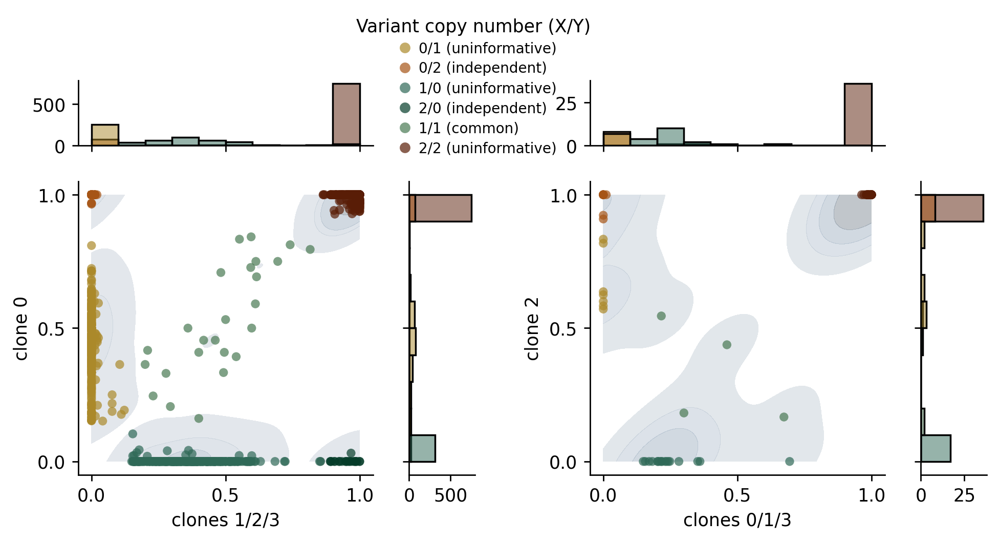 Variant copy number (X/Y)
0/1 (uninformative)
0/2 (independent)
1/0 (uninformative)
2/0 (independent)
1/1 (common)
2/2 (uninformative)
500
0
25
0
1.0
0.5
0.0
clone 0
0.0 0.5 1.0
clones 1/2/3
0 500
1.0
0.5
0.0
clone 2
0.0 0.5 1.0
clones 0/1/3
0 25